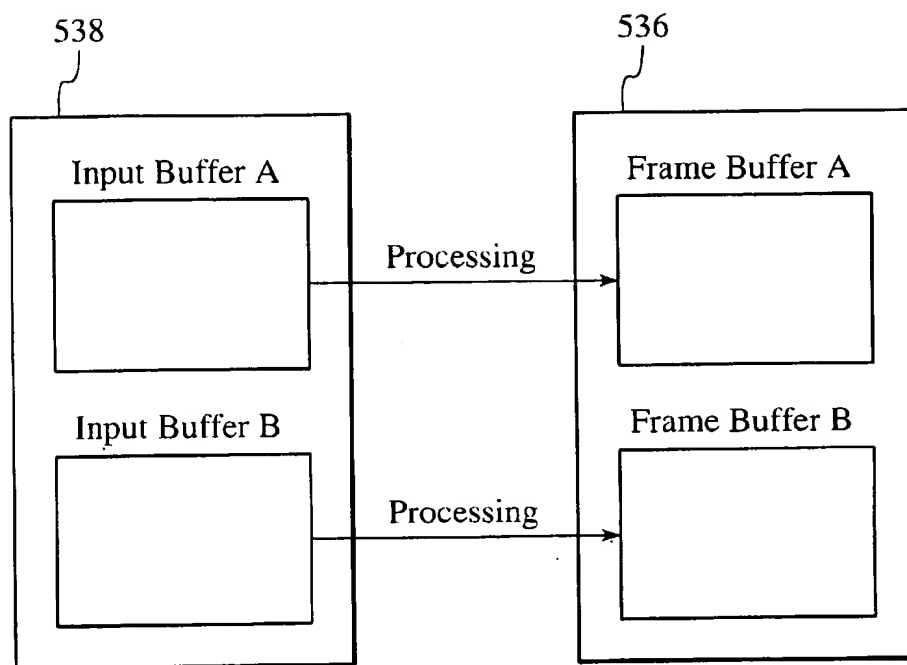 538
536
Input Buffer A
Frame Buffer A
Processing
Input Buffer B
Frame Buffer B
Processing